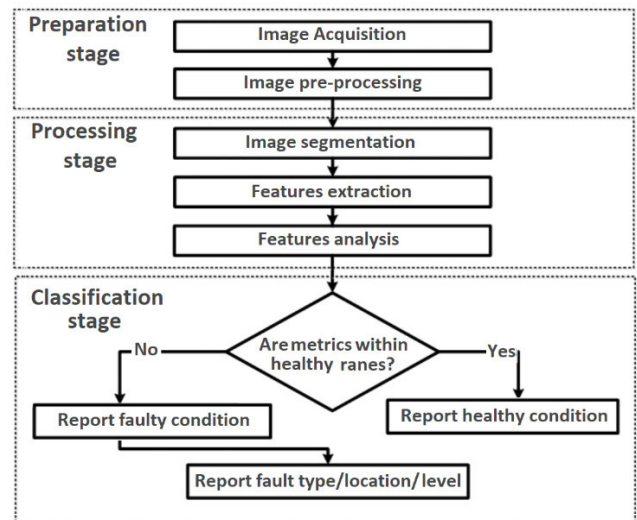 Preparation
stage
Image Acquisition
Image pre-processing
Processing
stage
Image segmentation
Features extraction
Features analysis
Classification
stage
Are metrics within
healthy ranes?
No
Yes
Report faulty condition
Report healthy condition
Report fault type/location/level